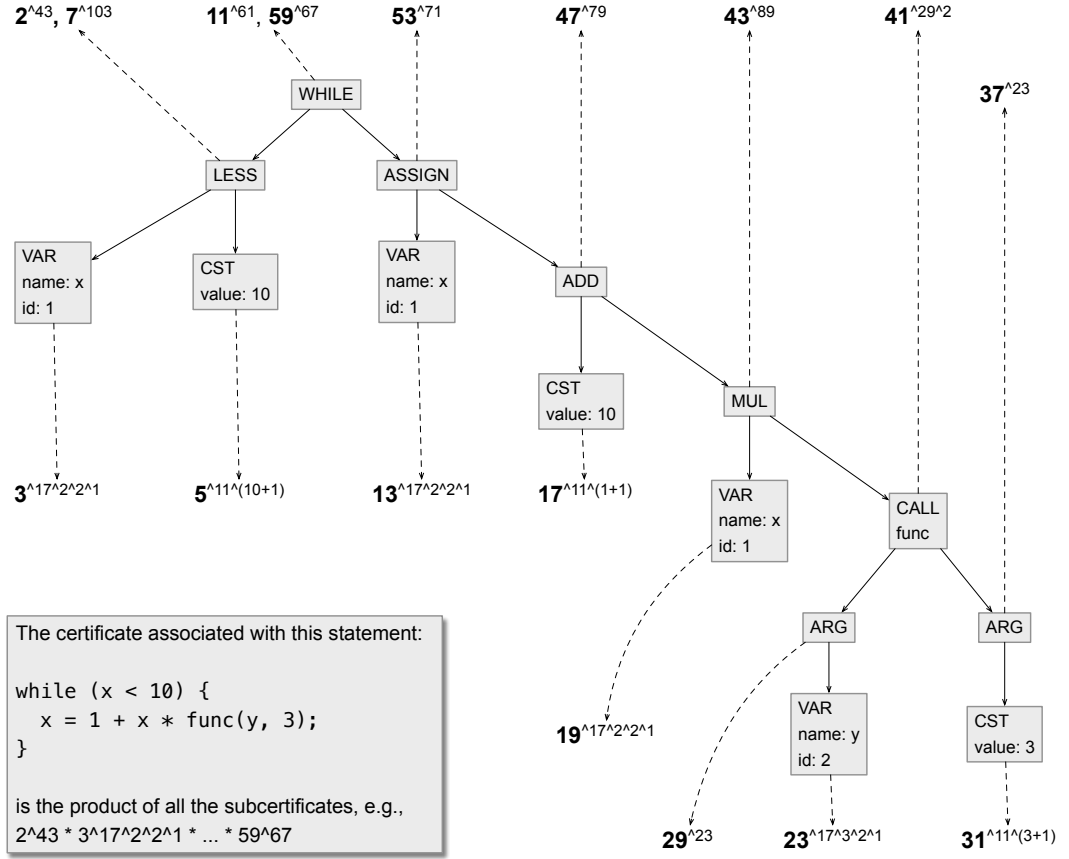 2^43, 7^103
11^61, 59^67
53^71
47^79
43^89
41^29^2
37^23
WHILE
LESS
ASSIGN
VAR
name: x
id: 1
CST
value: 10
VAR
name: x
id: 1
ADD
CST
value: 10
MUL
3^17^2^2^1
5^11^(10+1)
13^17^2^2^1
17^11^(1+1)
VAR
name: x
id: 1
CALL
func
ARG
ARG
The certificate associated with this statement:
while (x < 10) {
x = 1 + x * func(y, 3);
}
is the product of all the subcertificates, e.g.,
2^43 * 3^17^2^2^1 * ... * 59^67
19^17^2^2^1
VAR
name: y
id: 2
CST
value: 3
29^23
23^17^3^2^1
31^11^(3+1)